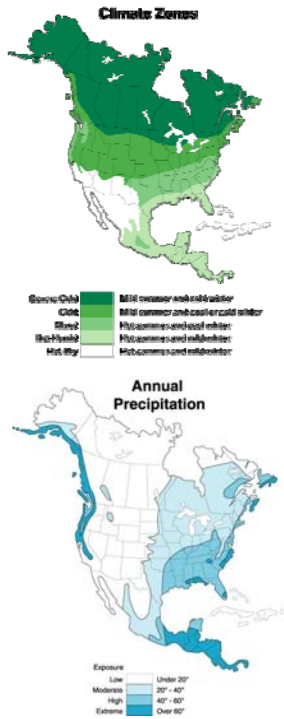 Climate Zones
Severe Cold Mild summer and cold winter
Cold Mild summer and cool or cold winter
Mixed Hot summer and cool winter
Hot-Humid Hot summer and mild winter
Hot-Dry Hot summer and mild winter
Annual
Precipitation
Exposure
Low Under 20"
Moderate 20" - 40"
High 40" - 60"
Extreme Over 60"